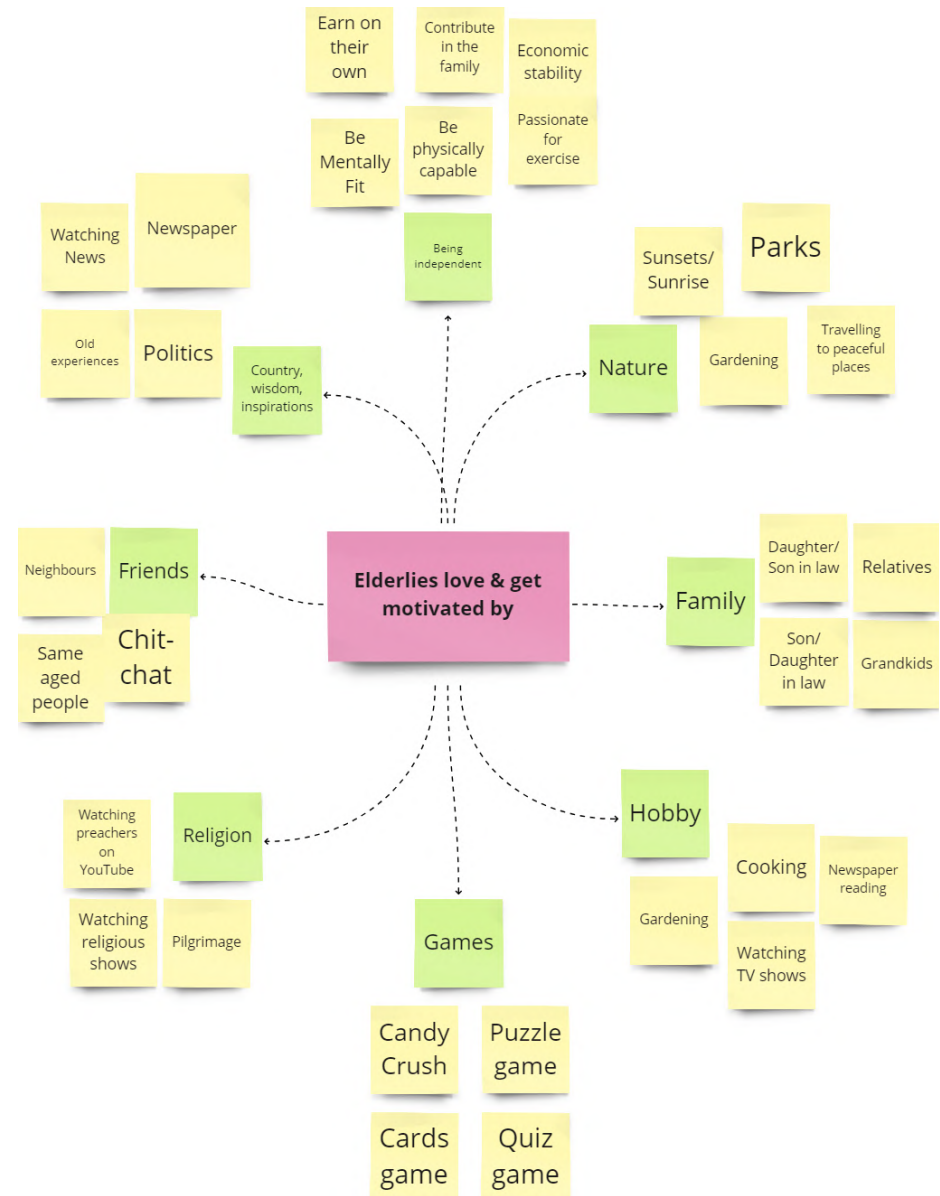 Earn on
their
own
Contribute
in the
family
Economic
stability
Be
Mentally
Fit
Be
physically
capable
Passionate
for
exercise
Being
independent
Watching
News
Newspaper
Old
experiences
Politics
Country,
wisdom,
inspirations
Sunsets/
Sunrise
Parks
Nature
Gardening
Travelling
to peaceful
places
Elderlies love & get
motivated by
Neighbours
Friends
Same
aged
people
Chit-
chat
Family
Daughter/
Son in law
Relatives
Son/
Daughter
in law
Grandkids
Watching
preachers
on
YouTube
Religion
Watching
religious
shows
Pilgrimage
Hobby
Cooking
Newspaper
reading
Gardening
Watching
TV shows
Games
Candy
Crush
Puzzle
game
Cards
game
Quiz
game